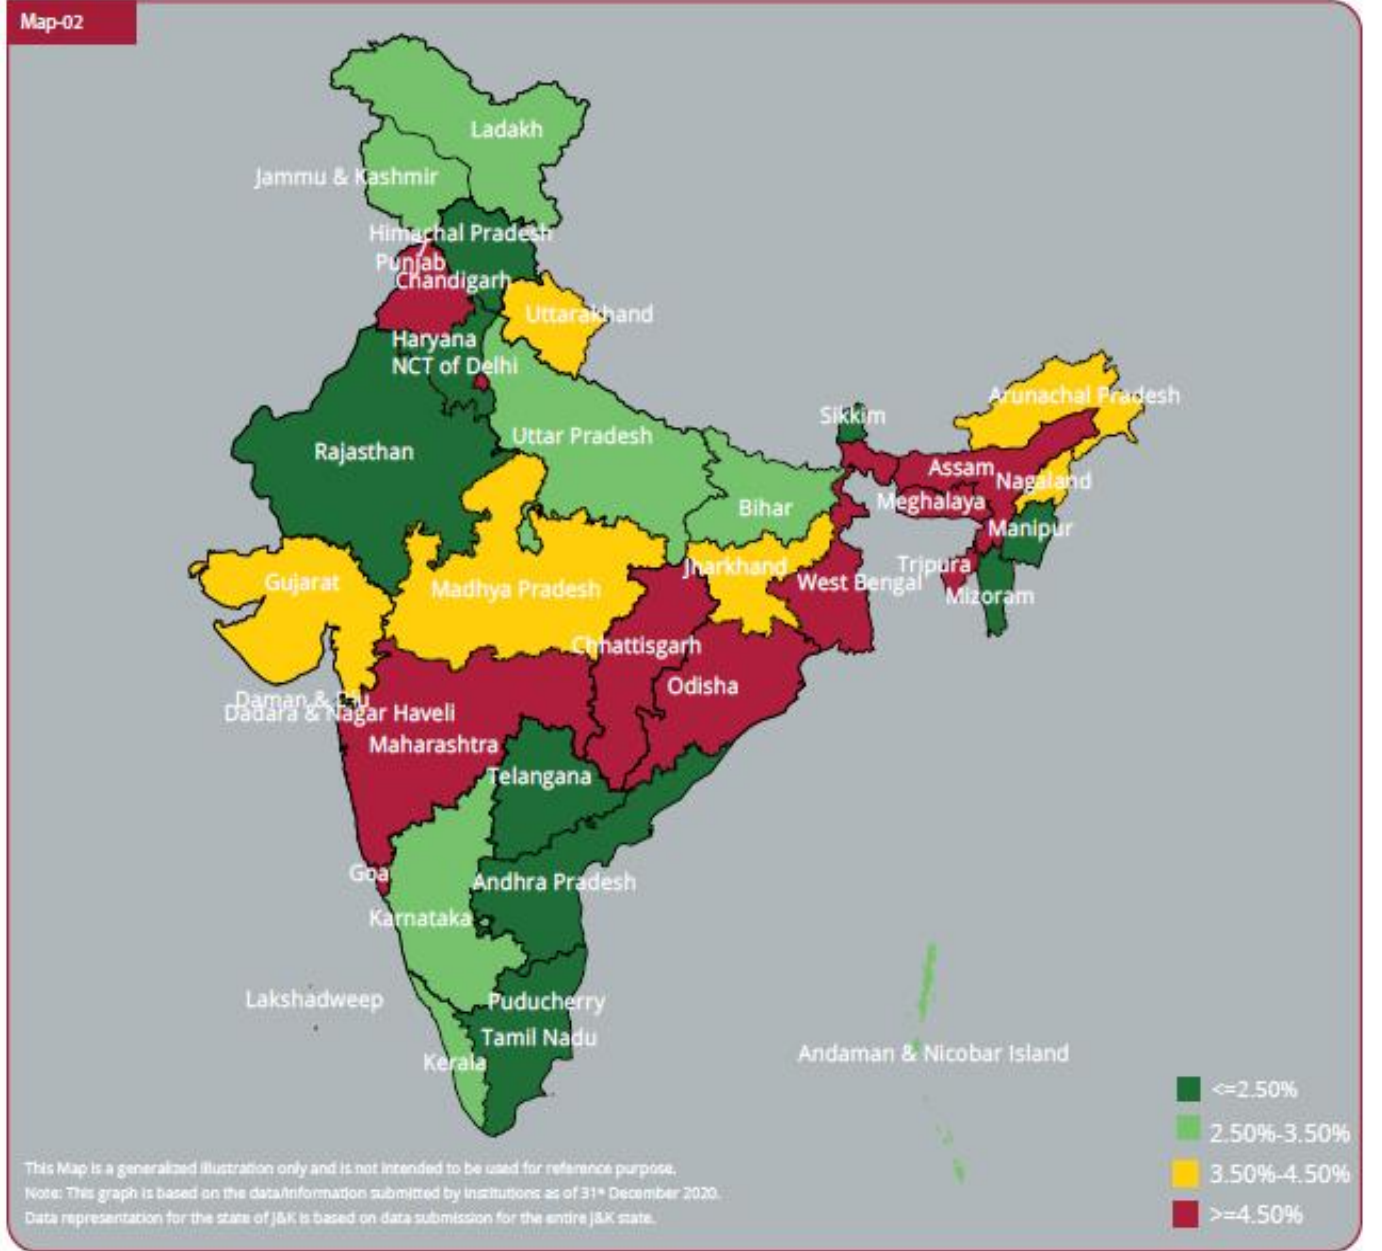 Map-02
Ladakh
Jammu & Kashmir
Himachal Pradesh
Punjab
Chandigarh
Uttarakhand
Haryana
NCT of Delhi
Arunachal Pradesh
Sikkim
Uttar Pradesh
Rajasthan
Assam
Nagaland
Meghalaya
Bihar
Manipur
Tripura
Jharkhand
Gujarat
Madhya Pradesh
West Bengal
Mizoram
Chhattisgarh
Odisha
Daman & Diu
Dadara & Nagar Haveli
Maharashtra
Telangana
Goa
Andhra Pradesh
Karnataka
Lakshadweep
Puducherry
Tamil Nadu
Kerala
Andaman & Nicobar Island
<=2.50%
2.50%-3.50%
3.50%-4.50%
>=4.50%
This Map is a generalized illustration only and is not intended to be used for reference purpose.
Note: This graph is based on the data/information submitted by institutions as of 31st December 2020.
Data representation for the state of J&K is based on data submission for the entire J&K state.